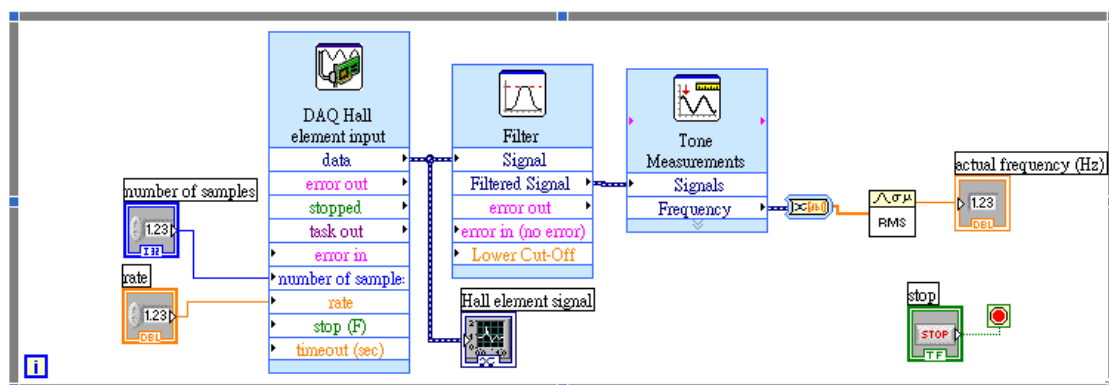 DAQ Hall
element input
data
error out
stopped
task out
error in
number of sample:
rate
stop (F)
timeout (sec)
number of samples
1.23
I32
rate
1.23
DBL
Filter
Signal
Filtered Signal
error out
error in (no error)
Lower Cut-Off
Hall element signal
Tone
Measurements
Signals
Frequency
σμ
RMS
actual frequency (Hz)
1.23
DBL
stop
STOP
TF
i